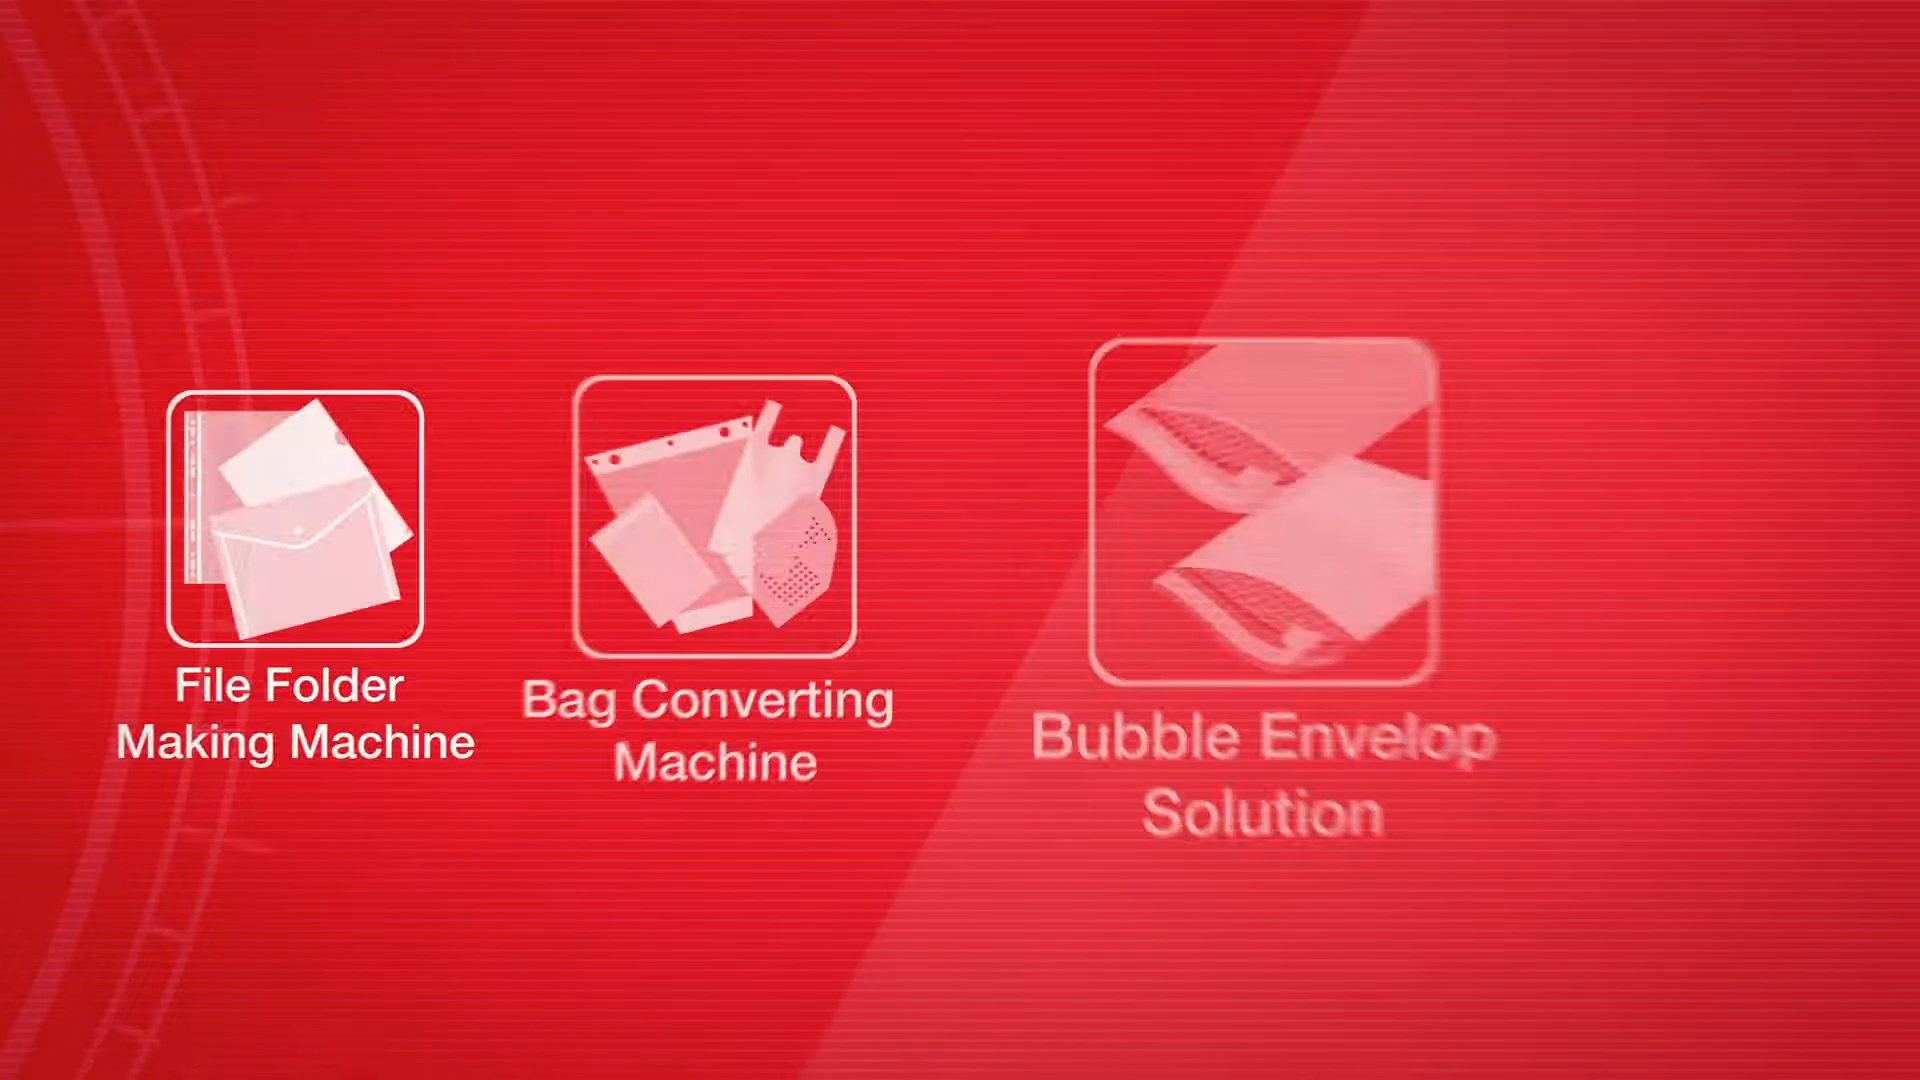 File Folder
Making Machine
Bag Converting
Machine
Bubble Envelop
Solution